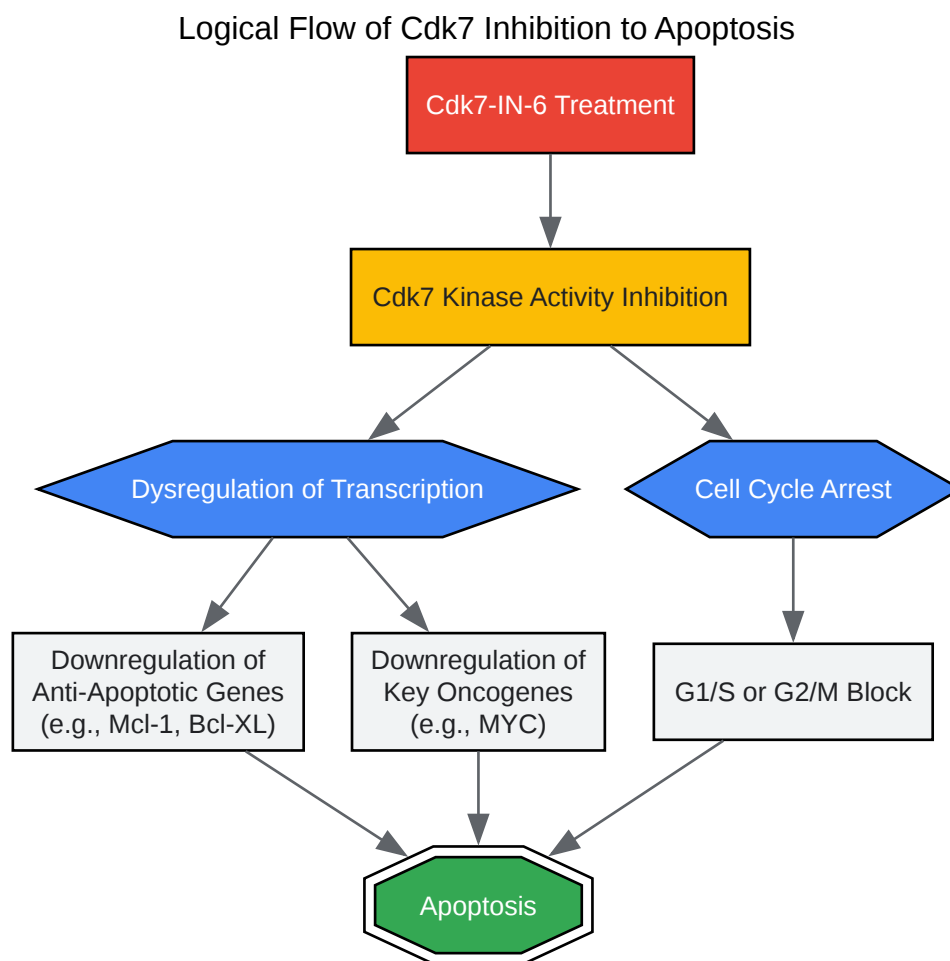 Logical Flow of Cdk7 Inhibition to Apoptosis
Cdk7-IN-6 Treatment
Cdk7 Kinase Activity Inhibition
Dysregulation of Transcription
Cell Cycle Arrest
Downregulation of
Anti-Apoptotic Genes
(e.g., Mcl-1, Bcl-XL)
Downregulation of
Key Oncogenes
(e.g., MYC)
G1/S or G2/M Block
Apoptosis